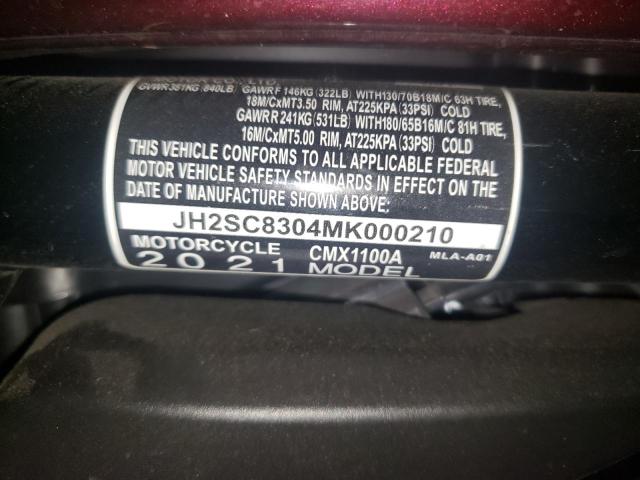 CO., LTD.
GVWR 381KG (840LB) GAWR F 146KG (322LB) WITH130/70B18M/C 63H TIRE,
18M/CxMT3.50 RIM, AT225KPA (33PSI) COLD
GAWR R 241KG (531LB) WITH180/65B16M/C 81H TIRE,
16M/CxMT5.00 RIM, AT225KPA (33PSI) COLD
THIS VEHICLE CONFORMS TO ALL APPLICABLE FEDERAL
MOTOR VEHICLE SAFETY STANDARDS IN EFFECT ON THE
DATE OF MANUFACTURE SHOWN ABOVE:
JH2SC8304MK000210
MOTORCYCLE CMX1100A MLA-A01
2021 MODEL